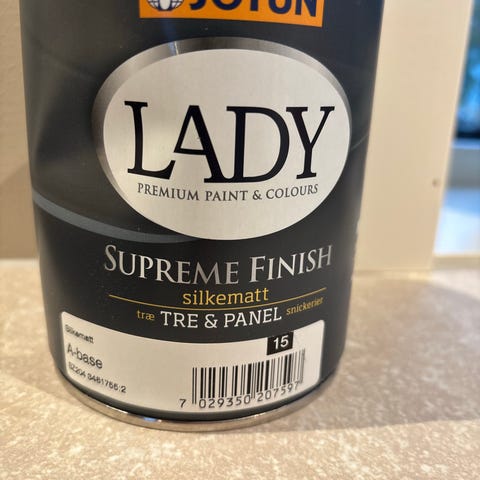 JOTUN
LADY
PREMIUM PAINT & COLOURS
SUPREME FINISH
silkematt
træ TRE & PANEL snickerier
15
Silkematt
A-base
7 029350 207597